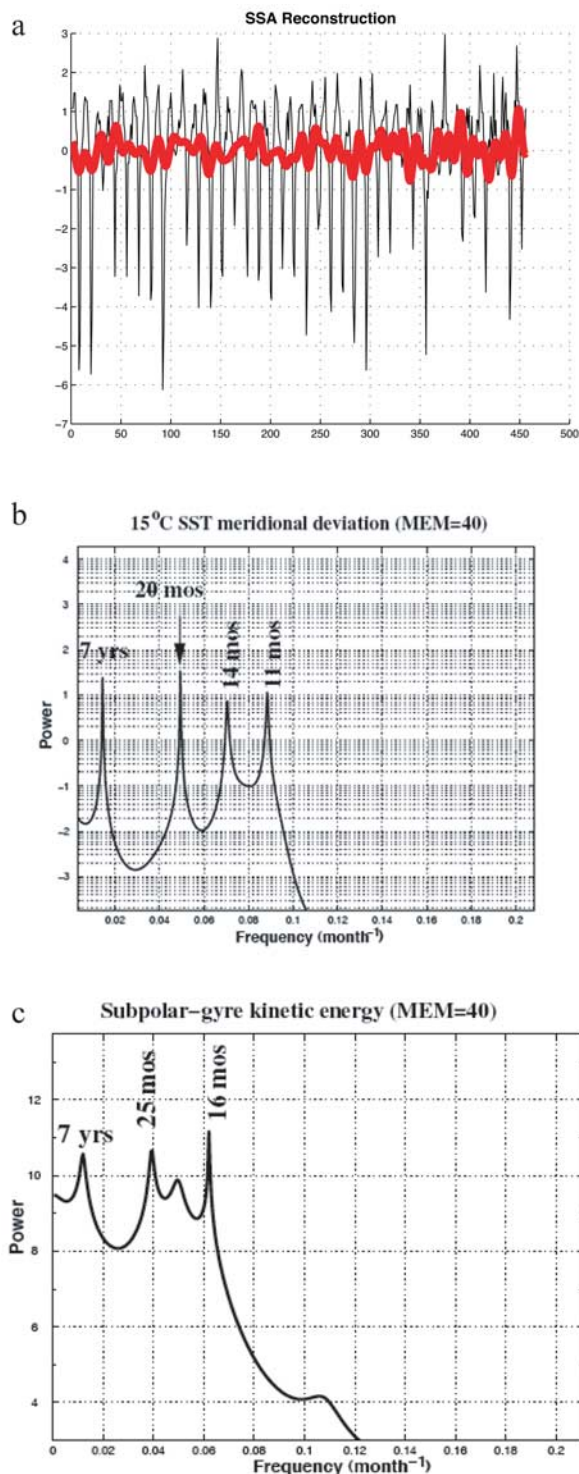 a
SSA Reconstruction
3
2
1
0
−1
−2
−3
−4
−5
−6
−7
0 50 100 150 200 250 300 350 400 450 500
b
15°C SST meridional deviation (MEM=40)
4
3
2
1
0
−1
−2
−3
Power
7 yrs
20 mos
14 mos
11 mos
0.02 0.04 0.06 0.08 0.1 0.12 0.14 0.16 0.18 0.2
Frequency (month⁻¹)
c
Subpolar−gyre kinetic energy (MEM=40)
12
10
8
6
4
Power
7 yrs
25 mos
16 mos
0 0.02 0.04 0.06 0.08 0.1 0.12 0.14 0.16 0.18 0.2
Frequency (month⁻¹)